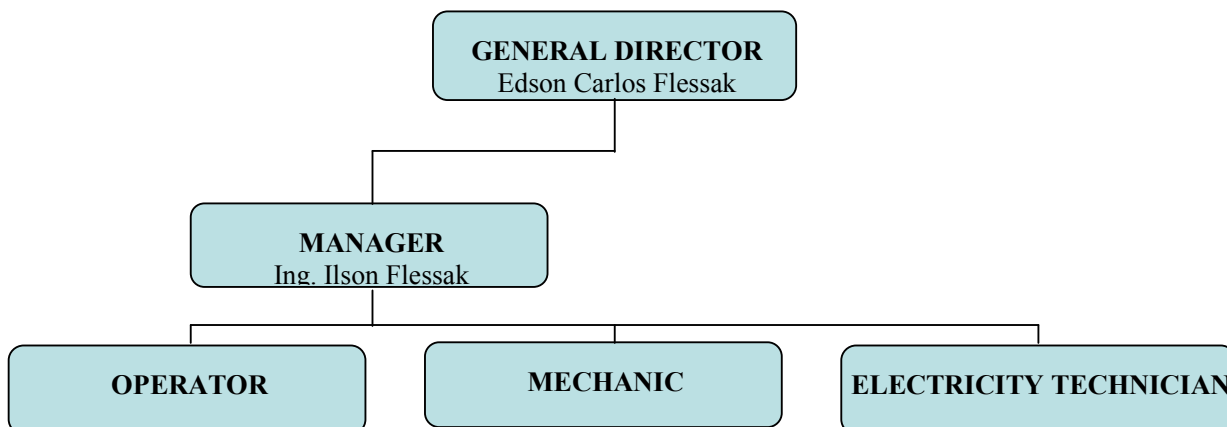 GENERAL DIRECTOR
Edson Carlos Flessak
MANAGER
Ing. Ilson Flessak
OPERATOR
MECHANIC
ELECTRICITY TECHNICIAN